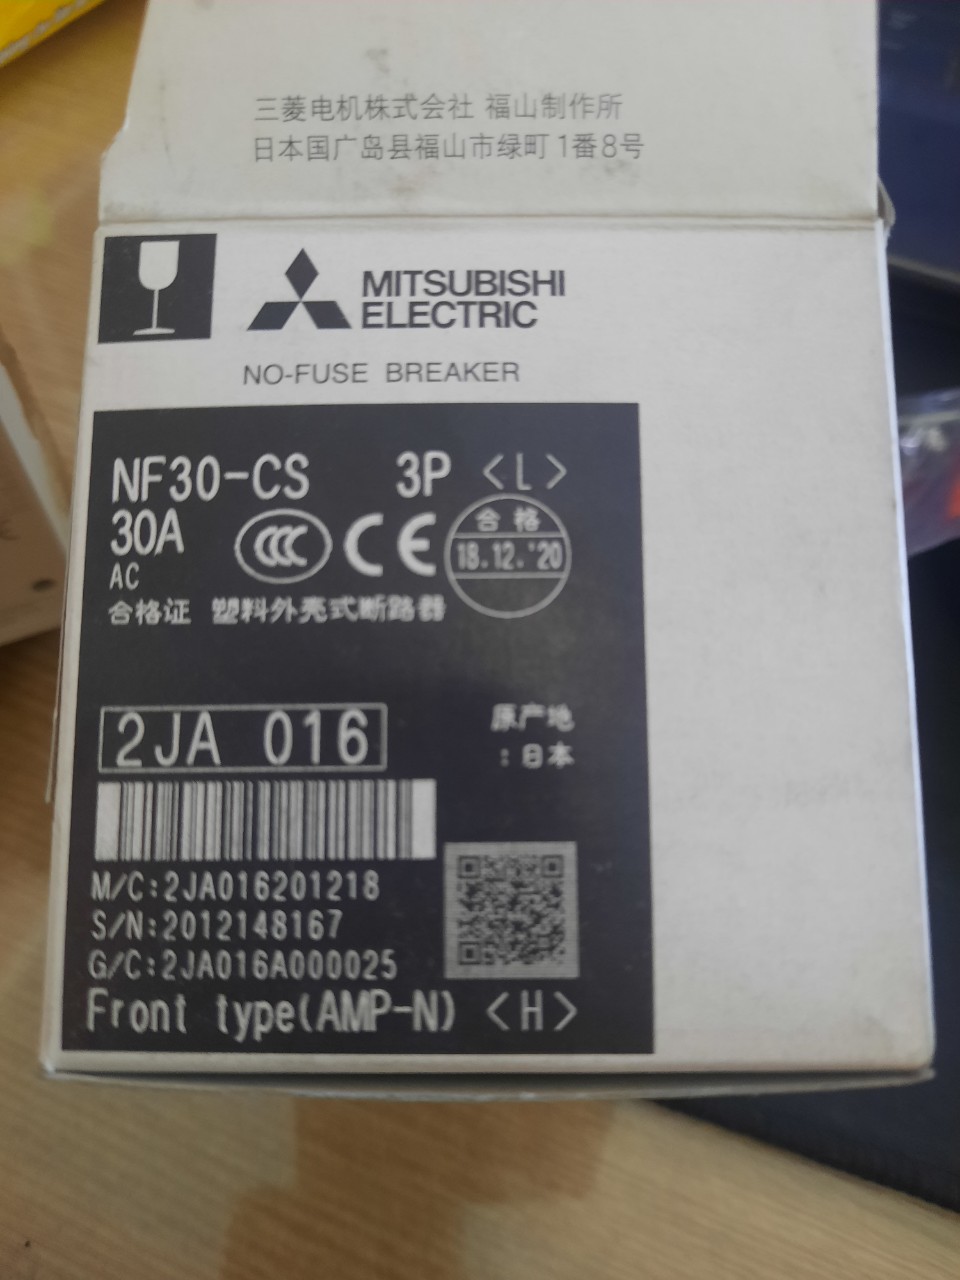 三菱电机株式会社 福山制作所
日本国广岛县福山市绿町1番8号
MITSUBISHI
ELECTRIC
NO-FUSE BREAKER
NF30-CS 3P <L>
30A CCC CE 合格
18.12.'20
AC
合格证 塑料外壳式断路器
2JA 016
原产地
:日本
M/C:2JA016201218
S/N:2012148167
G/C:2JA016A000025
Front type(AMP-N) <H>